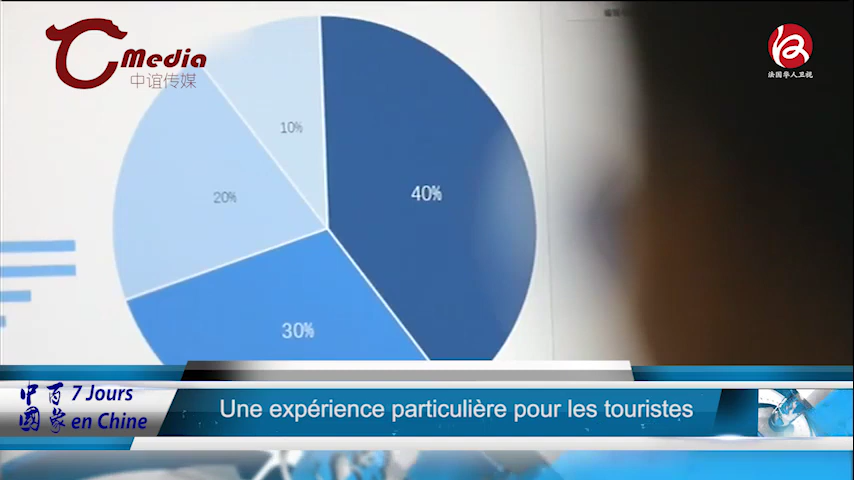 Media
中谊传媒
法国华人卫视
10%
40%
20%
30%
中国
百家
7 Jours
en Chine
Une expérience particulière pour les touristes